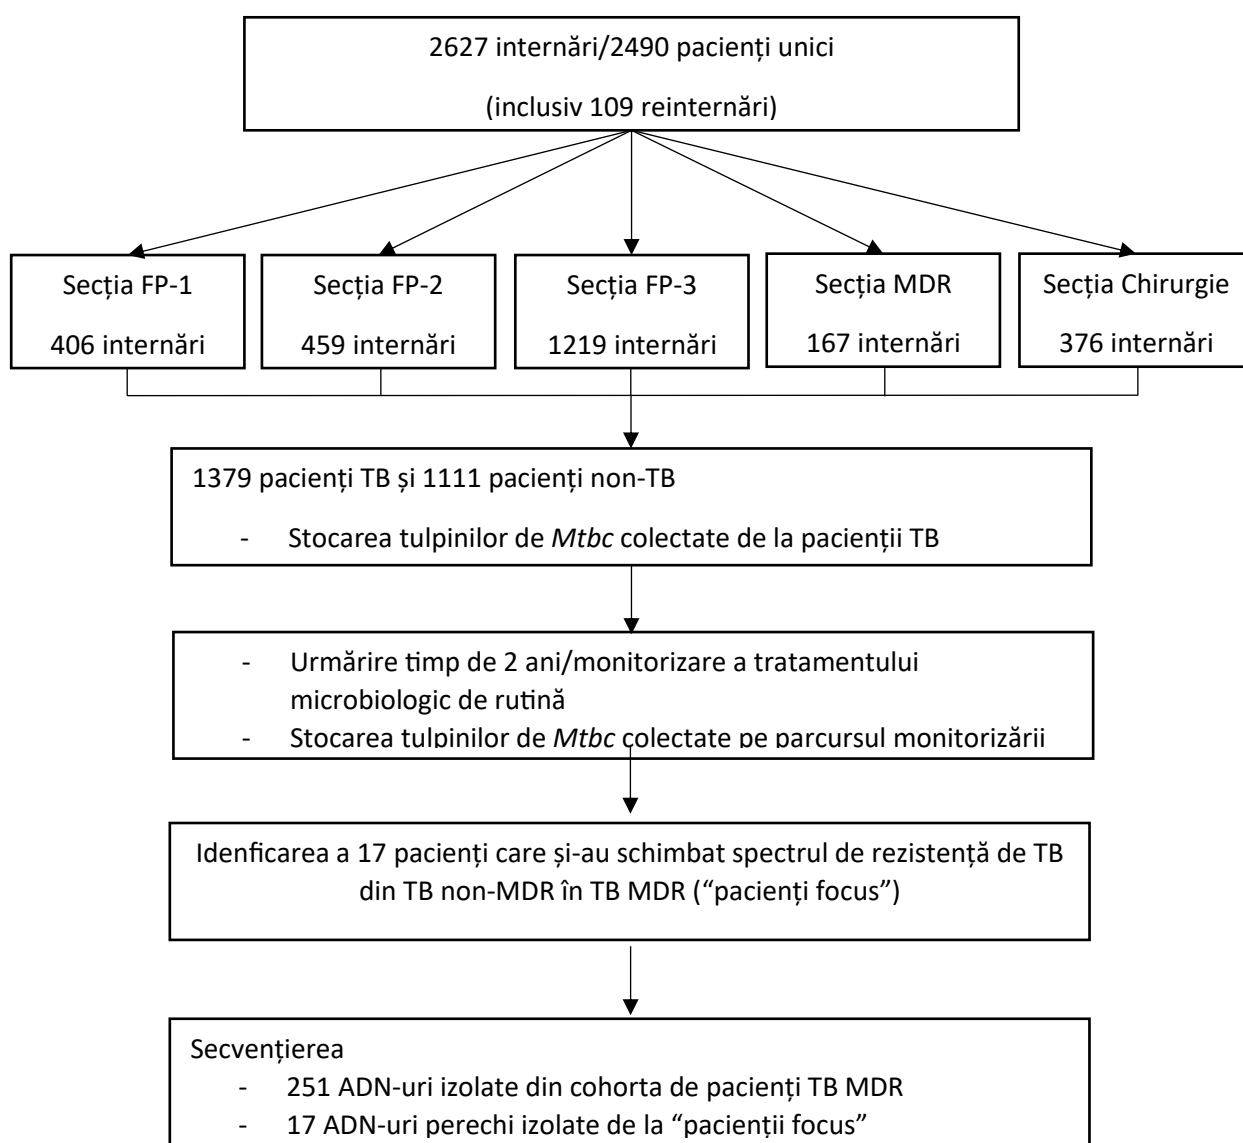 2627 internări/2490 pacienți unici
(inclusiv 109 reinternări)
Secția FP-1
406 internări
Secția FP-2
459 internări
Secția FP-3
1219 internări
Secția MDR
167 internări
Secția Chirurgie
376 internări
1379 pacienți TB și 1111 pacienți non-TB
- Stocarea tulpinilor de Mtbc colectate de la pacienții TB
- Urmărire timp de 2 ani/monitorizare a tratamentului
microbiologic de rutină
- Stocarea tulpinilor de Mtbc colectate pe parcursul monitorizării
Idenficarea a 17 pacienți care și-au schimbat spectrul de rezistență de TB
din TB non-MDR în TB MDR (“pacienți focus”)
Secvențierea
- 251 ADN-uri izolate din cohorta de pacienți TB MDR
- 17 ADN-uri perechi izolate de la “pacienții focus”